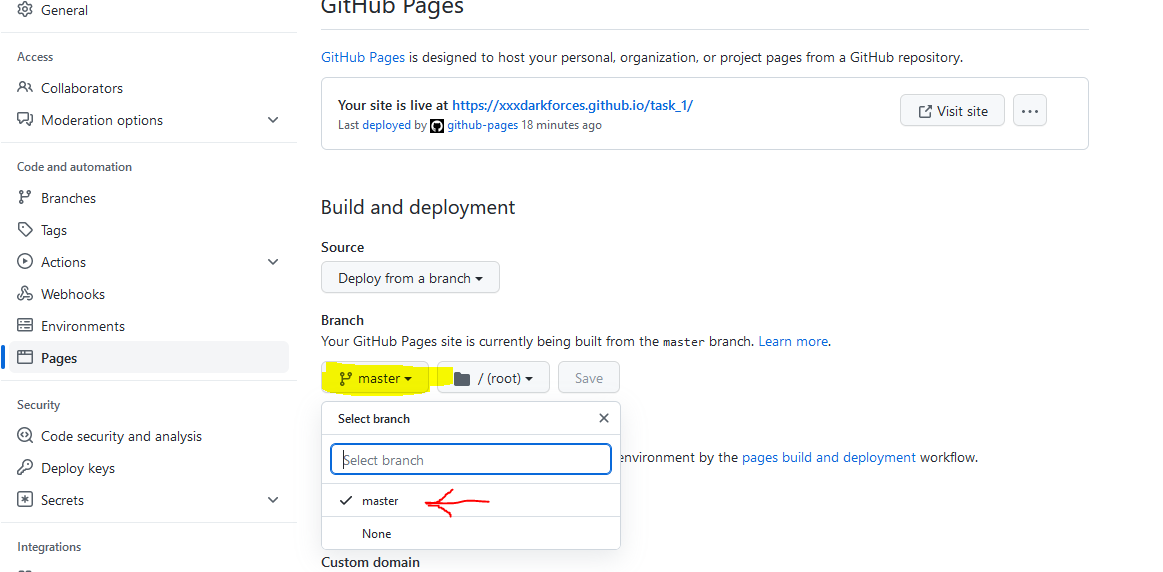 General
Access
Collaborators
Moderation options
Code and automation
Branches
Tags
Actions
Webhooks
Environments
Pages
Security
Code security and analysis
Deploy keys
Secrets
Integrations
GitHub Pages
GitHub Pages is designed to host your personal, organization, or project pages from a GitHub repository.
Your site is live at https://xxxdarkforces.github.io/task_1/
Last deployed by github-pages 18 minutes ago
Visit site
Build and deployment
Source
Deploy from a branch
Branch
Your GitHub Pages site is currently being built from the master branch. Learn more.
master / (root) Save
Select branch
Select branch
environment by the pages build and deployment workflow.
master
None
Custom domain